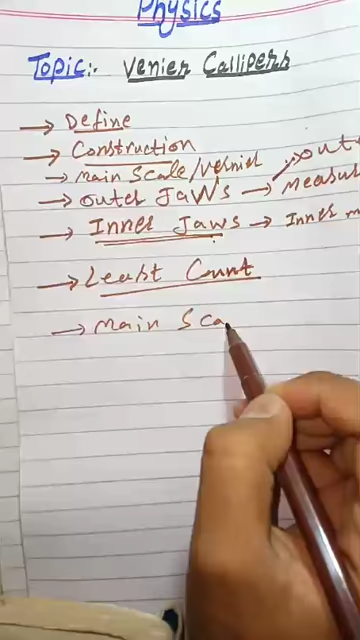 Physics
Topic:- Venier Callipers
→ Define
→ Construction
→ main Scale/vernier
→ outer Jaws → measu
→ Inner Jaws → Inner m
→ Least Count
→ main Sca